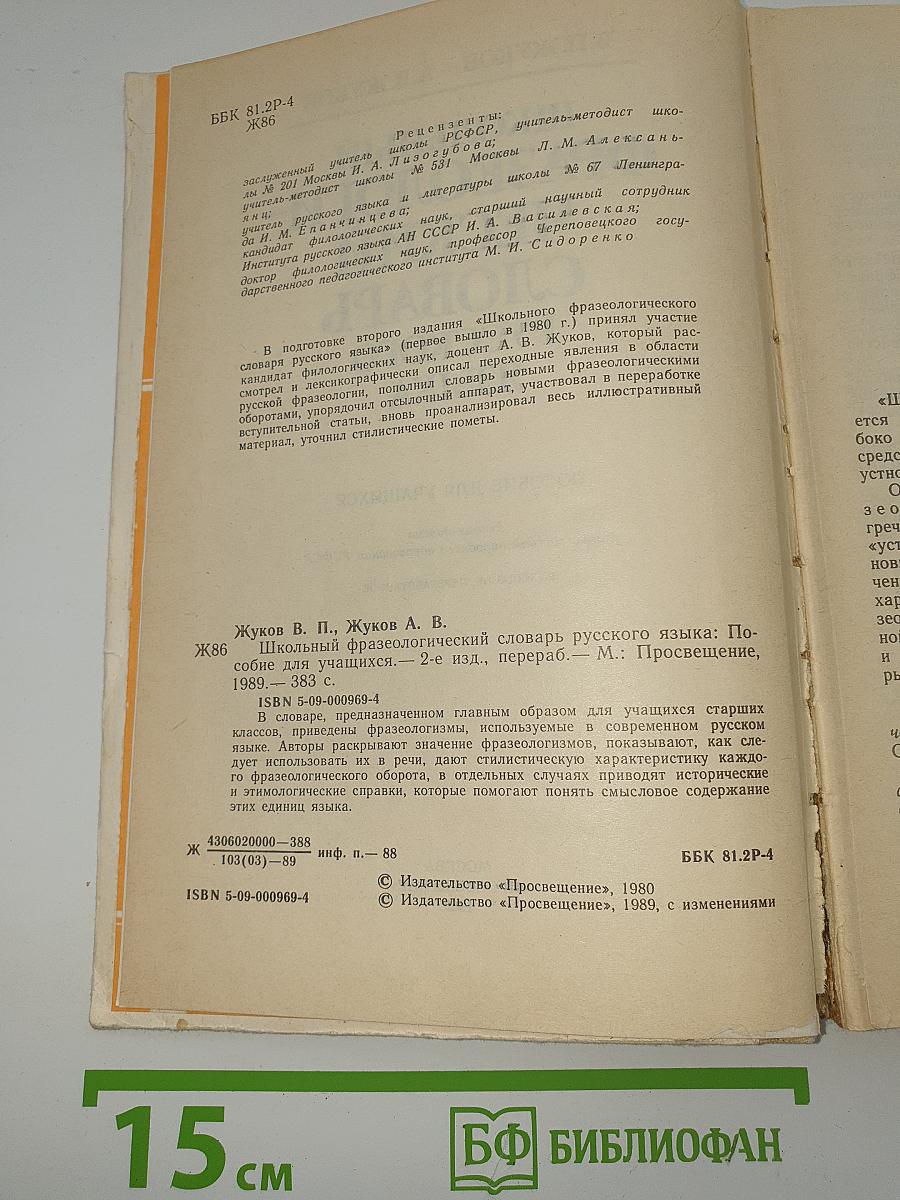 ББК 81.2Р-4
Ж86
Рецензенты:
заслуженный учитель школы РСФСР, учитель-методист шко-
лы № 201 Москвы И. А. Лизогубова;
учитель-методист школы № 531 Москвы Л. М. Алексань-
янц;
учитель русского языка и литературы школы № 67 Ленингра-
да И. М. Епанчинцева;
кандидат филологических наук, старший научный сотрудник
Института русского языка АН СССР И. А. Василевская;
доктор филологических наук, профессор Череповецкого госу-
дарственного педагогического института М. И. Сидоренко
В подготовке второго издания «Школьного фразеологического
словаря русского языка» (первое вышло в 1980 г.) принял участие
кандидат филологических наук, доцент А. В. Жуков, который рас-
смотрел и лексикографически описал переходные явления в области
русской фразеологии, пополнил словарь новыми фразеологическими
оборотами, упорядочил отсылочный аппарат, участвовал в переработке
вступительной статьи, вновь проанализировал весь иллюстративный
материал, уточнил стилистические пометы.
Жуков В. П., Жуков А. В.
Ж86 Школьный фразеологический словарь русского языка: По-
собие для учащихся.— 2-е изд., перераб.— М.: Просвещение,
1989.— 383 с.
ISBN 5-09-000969-4
В словаре, предназначенном главным образом для учащихся старших
классов, приведены фразеологизмы, используемые в современном русском
языке. Авторы раскрывают значение фразеологизмов, показывают, как сле-
дует использовать их в речи, дают стилистическую характеристику каждо-
го фразеологического оборота, в отдельных случаях приводят исторические
и этимологические справки, которые помогают понять смысловое содержание
этих единиц языка.
Ж 4306020000—388
103(03)—89 инф. п.— 88
ББК 81.2Р-4
ISBN 5-09-000969-4
© Издательство «Просвещение», 1980
© Издательство «Просвещение», 1989, с изменениями
15 см
БФ БИБЛИОФАН